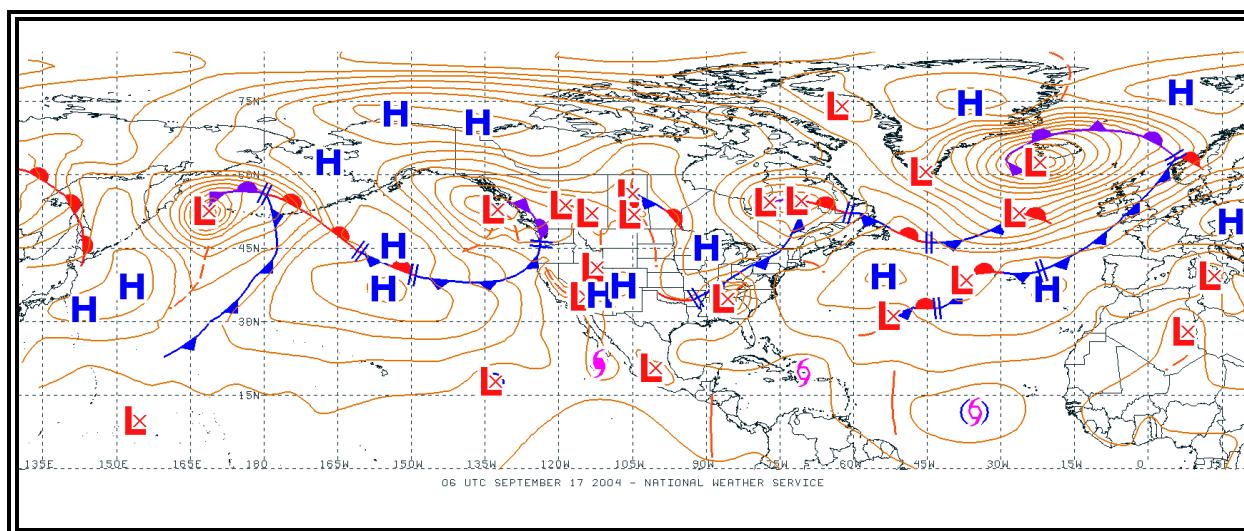 H
L H
75N H H
H L
60N L
L
L L L L L L L L
H
45N H H
L H L L
H H L H H L H
H L
30N
L
L
L
15N
L
135E 150E 165E 180 165W 150W 135W 120W 105W 90W 75W 60W 45W 30W 15W 0 15E
06 UTC SEPTEMBER 17 2004 - NATIONAL WEATHER SERVICE